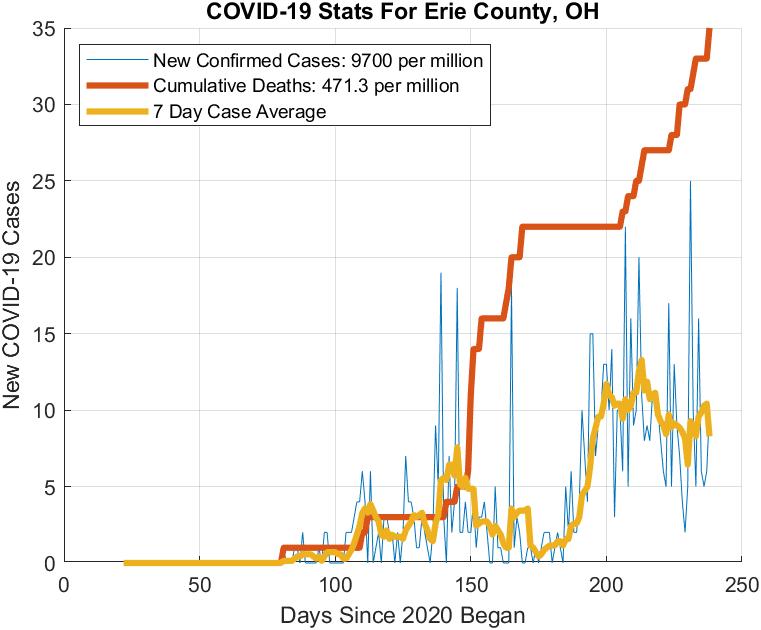 COVID-19 Stats For Erie County, OH
New Confirmed Cases: 9700 per million
Cumulative Deaths: 471.3 per million
7 Day Case Average
New COVID-19 Cases
35
30
25
20
15
10
5
0
0 50 100 150 200 250
Days Since 2020 Began